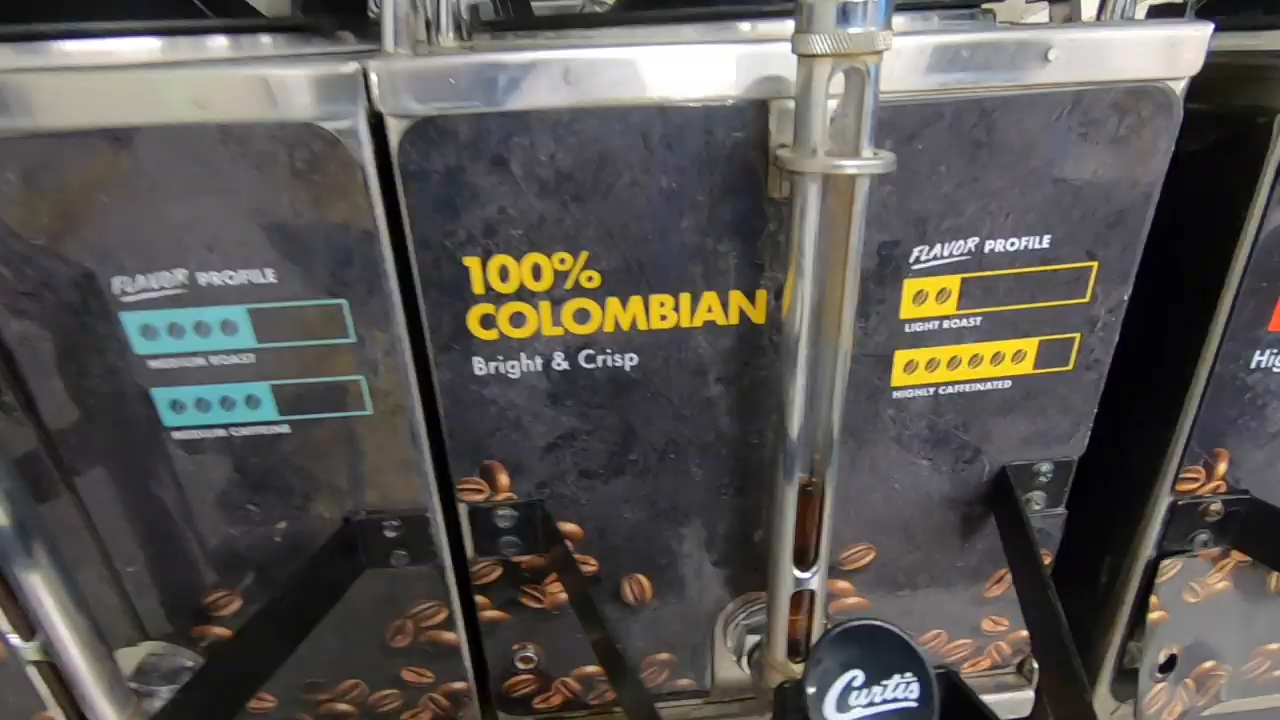 FLAVOR PROFILE
MEDIUM ROAST
MEDIUM CAFFEINE
100%
COLOMBIAN
Bright & Crisp
FLAVOR PROFILE
LIGHT ROAST
HIGHLY CAFFEINATED
Curtis